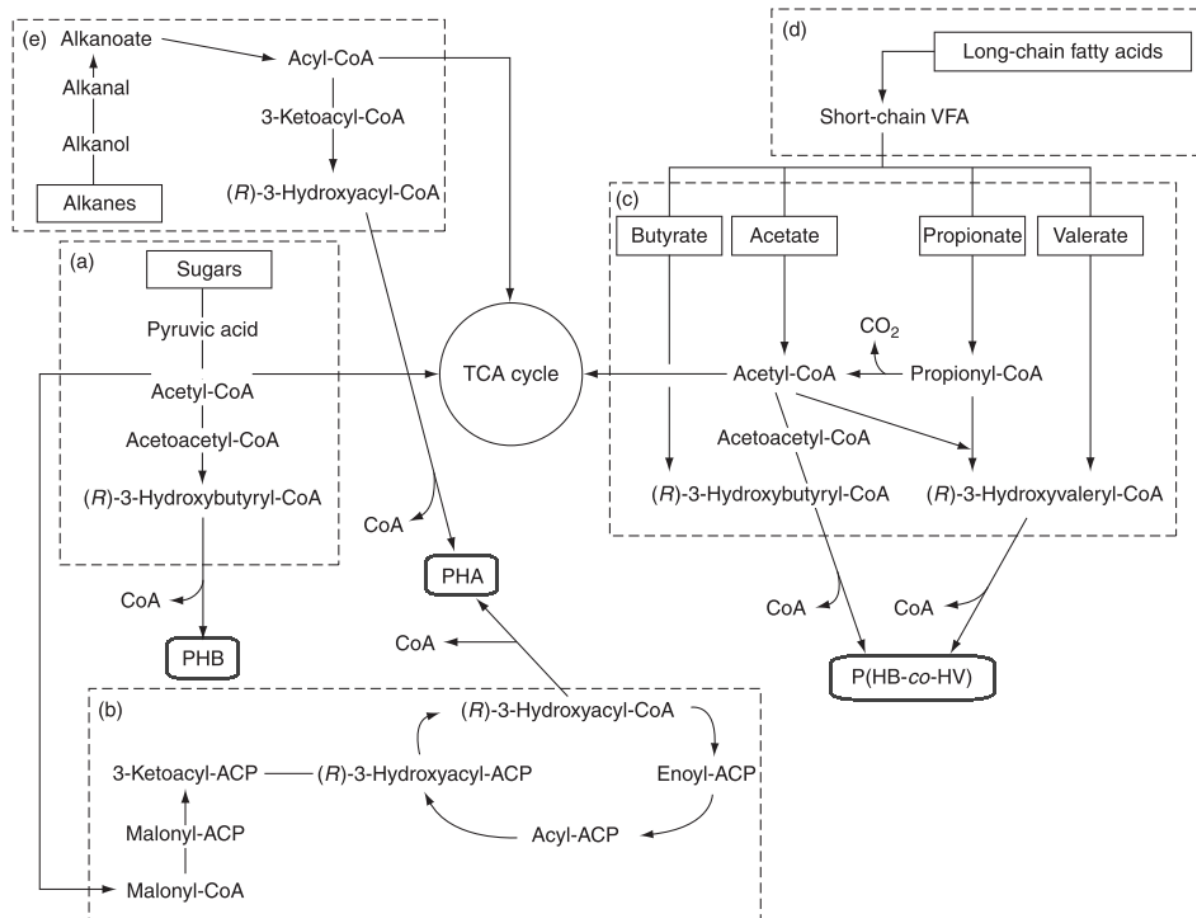 (e)
Alkanoate
Acyl-CoA
Alkanal
3-Ketoacyl-CoA
Alkanol
(R)-3-Hydroxyacyl-CoA
Alkanes
(d)
Long-chain fatty acids
Short-chain VFA
(c)
Butyrate
Acetate
Propionate
Valerate
CO₂
Acetyl-CoA
Propionyl-CoA
Acetoacetyl-CoA
(R)-3-Hydroxybutyryl-CoA
(R)-3-Hydroxyvaleryl-CoA
CoA
CoA
P(HB-co-HV)
(a)
Sugars
Pyruvic acid
Acetyl-CoA
Acetoacetyl-CoA
(R)-3-Hydroxybutyryl-CoA
CoA
PHB
TCA cycle
CoA
PHA
CoA
(b)
(R)-3-Hydroxyacyl-CoA
3-Ketoacyl-ACP
(R)-3-Hydroxyacyl-ACP
Enoyl-ACP
Malonyl-ACP
Acyl-ACP
Malonyl-CoA